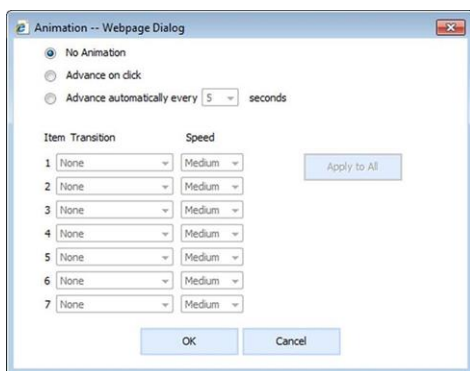 Animation -- Webpage Dialog
No Animation
Advance on click
Advance automatically every 5 seconds
Item Transition Speed
1 None Medium Apply to All
2 None Medium
3 None Medium
4 None Medium
5 None Medium
6 None Medium
7 None Medium
OK Cancel